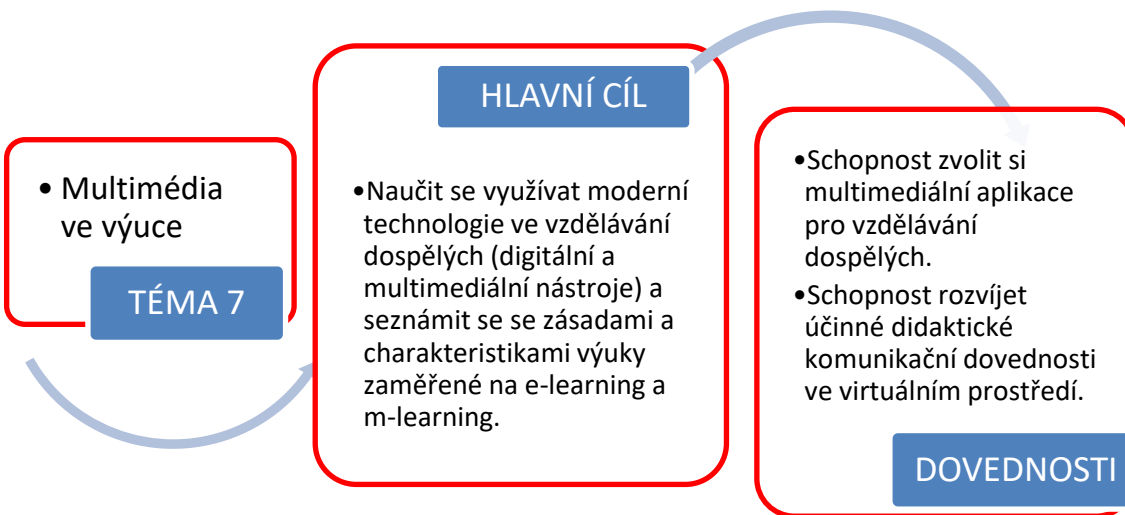 • Multimédia
ve výuce
TÉMA 7
HLAVNÍ CÍL
•Naučit se využívat moderní
technologie ve vzdělávání
dospělých (digitální a
multimediální nástroje) a
seznámit se se zásadami a
charakteristikami výuky
zaměřené na e-learning a
m-learning.
•Schopnost zvolit si
multimediální aplikace
pro vzdělávání
dospělých.
•Schopnost rozvíjet
účinné didaktické
komunikační dovednosti
ve virtuálním prostředí.
DOVEDNOSTI